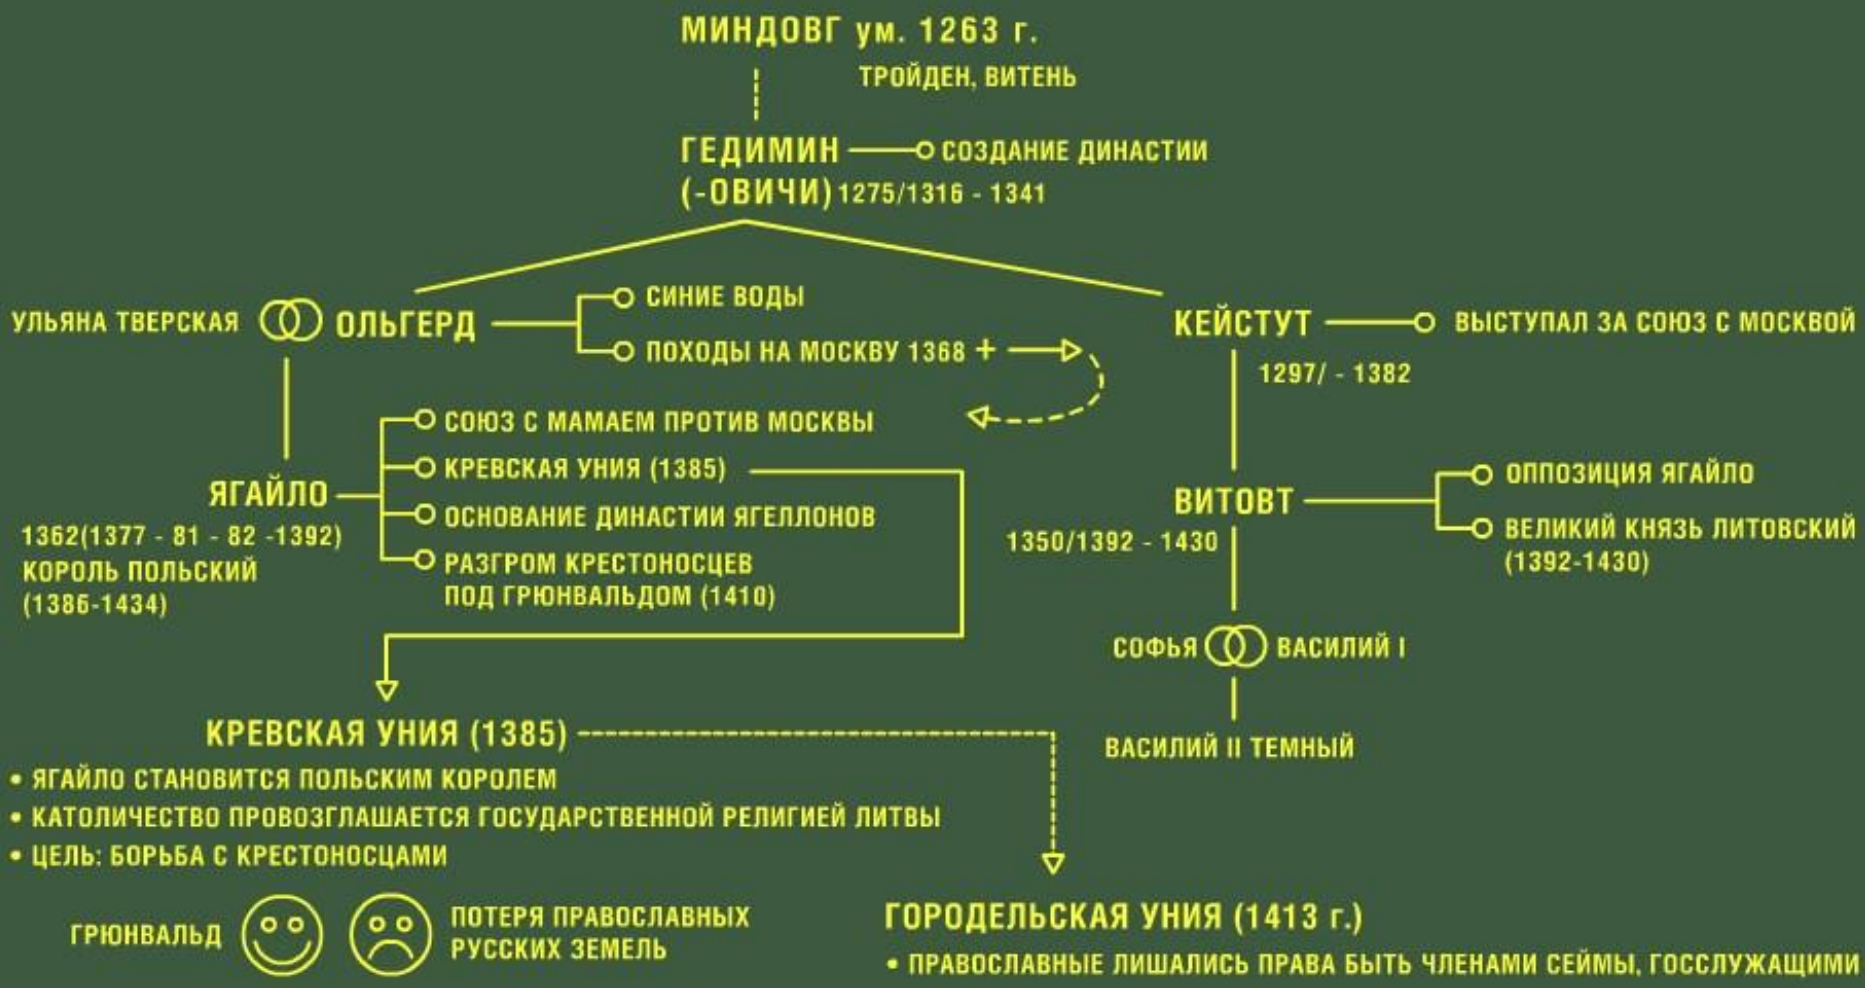 МИНДОВГ ум. 1263 г.
ТРОЙДЕН, ВИТЕНЬ
ГЕДИМИН
СОЗДАНИЕ ДИНАСТИИ
(-ОВИЧИ) 1275/1316 - 1341
УЛЬЯНА ТВЕРСКАЯ
ОЛЬГЕРД
СИНИЕ ВОДЫ
ПОХОДЫ НА МОСКВУ 1368 +
КЕЙСТУТ
ВЫСТУПАЛ ЗА СОЮЗ С МОСКВОЙ
1297/ - 1382
ЯГАЙЛО
1362(1377 - 81 - 82 -1392)
КОРОЛЬ ПОЛЬСКИЙ
(1386-1434)
СОЮЗ С МАМАЕМ ПРОТИВ МОСКВЫ
КРЕВСКАЯ УНИЯ (1385)
ОСНОВАНИЕ ДИНАСТИИ ЯГЕЛЛОНОВ
РАЗГРОМ КРЕСТОНОСЦЕВ
ПОД ГРЮНВАЛЬДОМ (1410)
ВИТОВТ
1350/1392 - 1430
ОППОЗИЦИЯ ЯГАЙЛО
ВЕЛИКИЙ КНЯЗЬ ЛИТОВСКИЙ
(1392-1430)
СОФЬЯ
ВАСИЛИЙ I
ВАСИЛИЙ II ТЕМНЫЙ
КРЕВСКАЯ УНИЯ (1385)
• ЯГАЙЛО СТАНОВИТСЯ ПОЛЬСКИМ КОРОЛЕМ
• КАТОЛИЧЕСТВО ПРОВОЗГЛАШАЕТСЯ ГОСУДАРСТВЕННОЙ РЕЛИГИЕЙ ЛИТВЫ
• ЦЕЛЬ: БОРЬБА С КРЕСТОНОСЦАМИ
ГРЮНВАЛЬД
ПОТЕРЯ ПРАВОСЛАВНЫХ
РУССКИХ ЗЕМЕЛЬ
ГОРОДЕЛЬСКАЯ УНИЯ (1413 г.)
• ПРАВОСЛАВНЫЕ ЛИШАЛИСЬ ПРАВА БЫТЬ ЧЛЕНАМИ СЕЙМЫ, ГОССЛУЖАЩИМИ